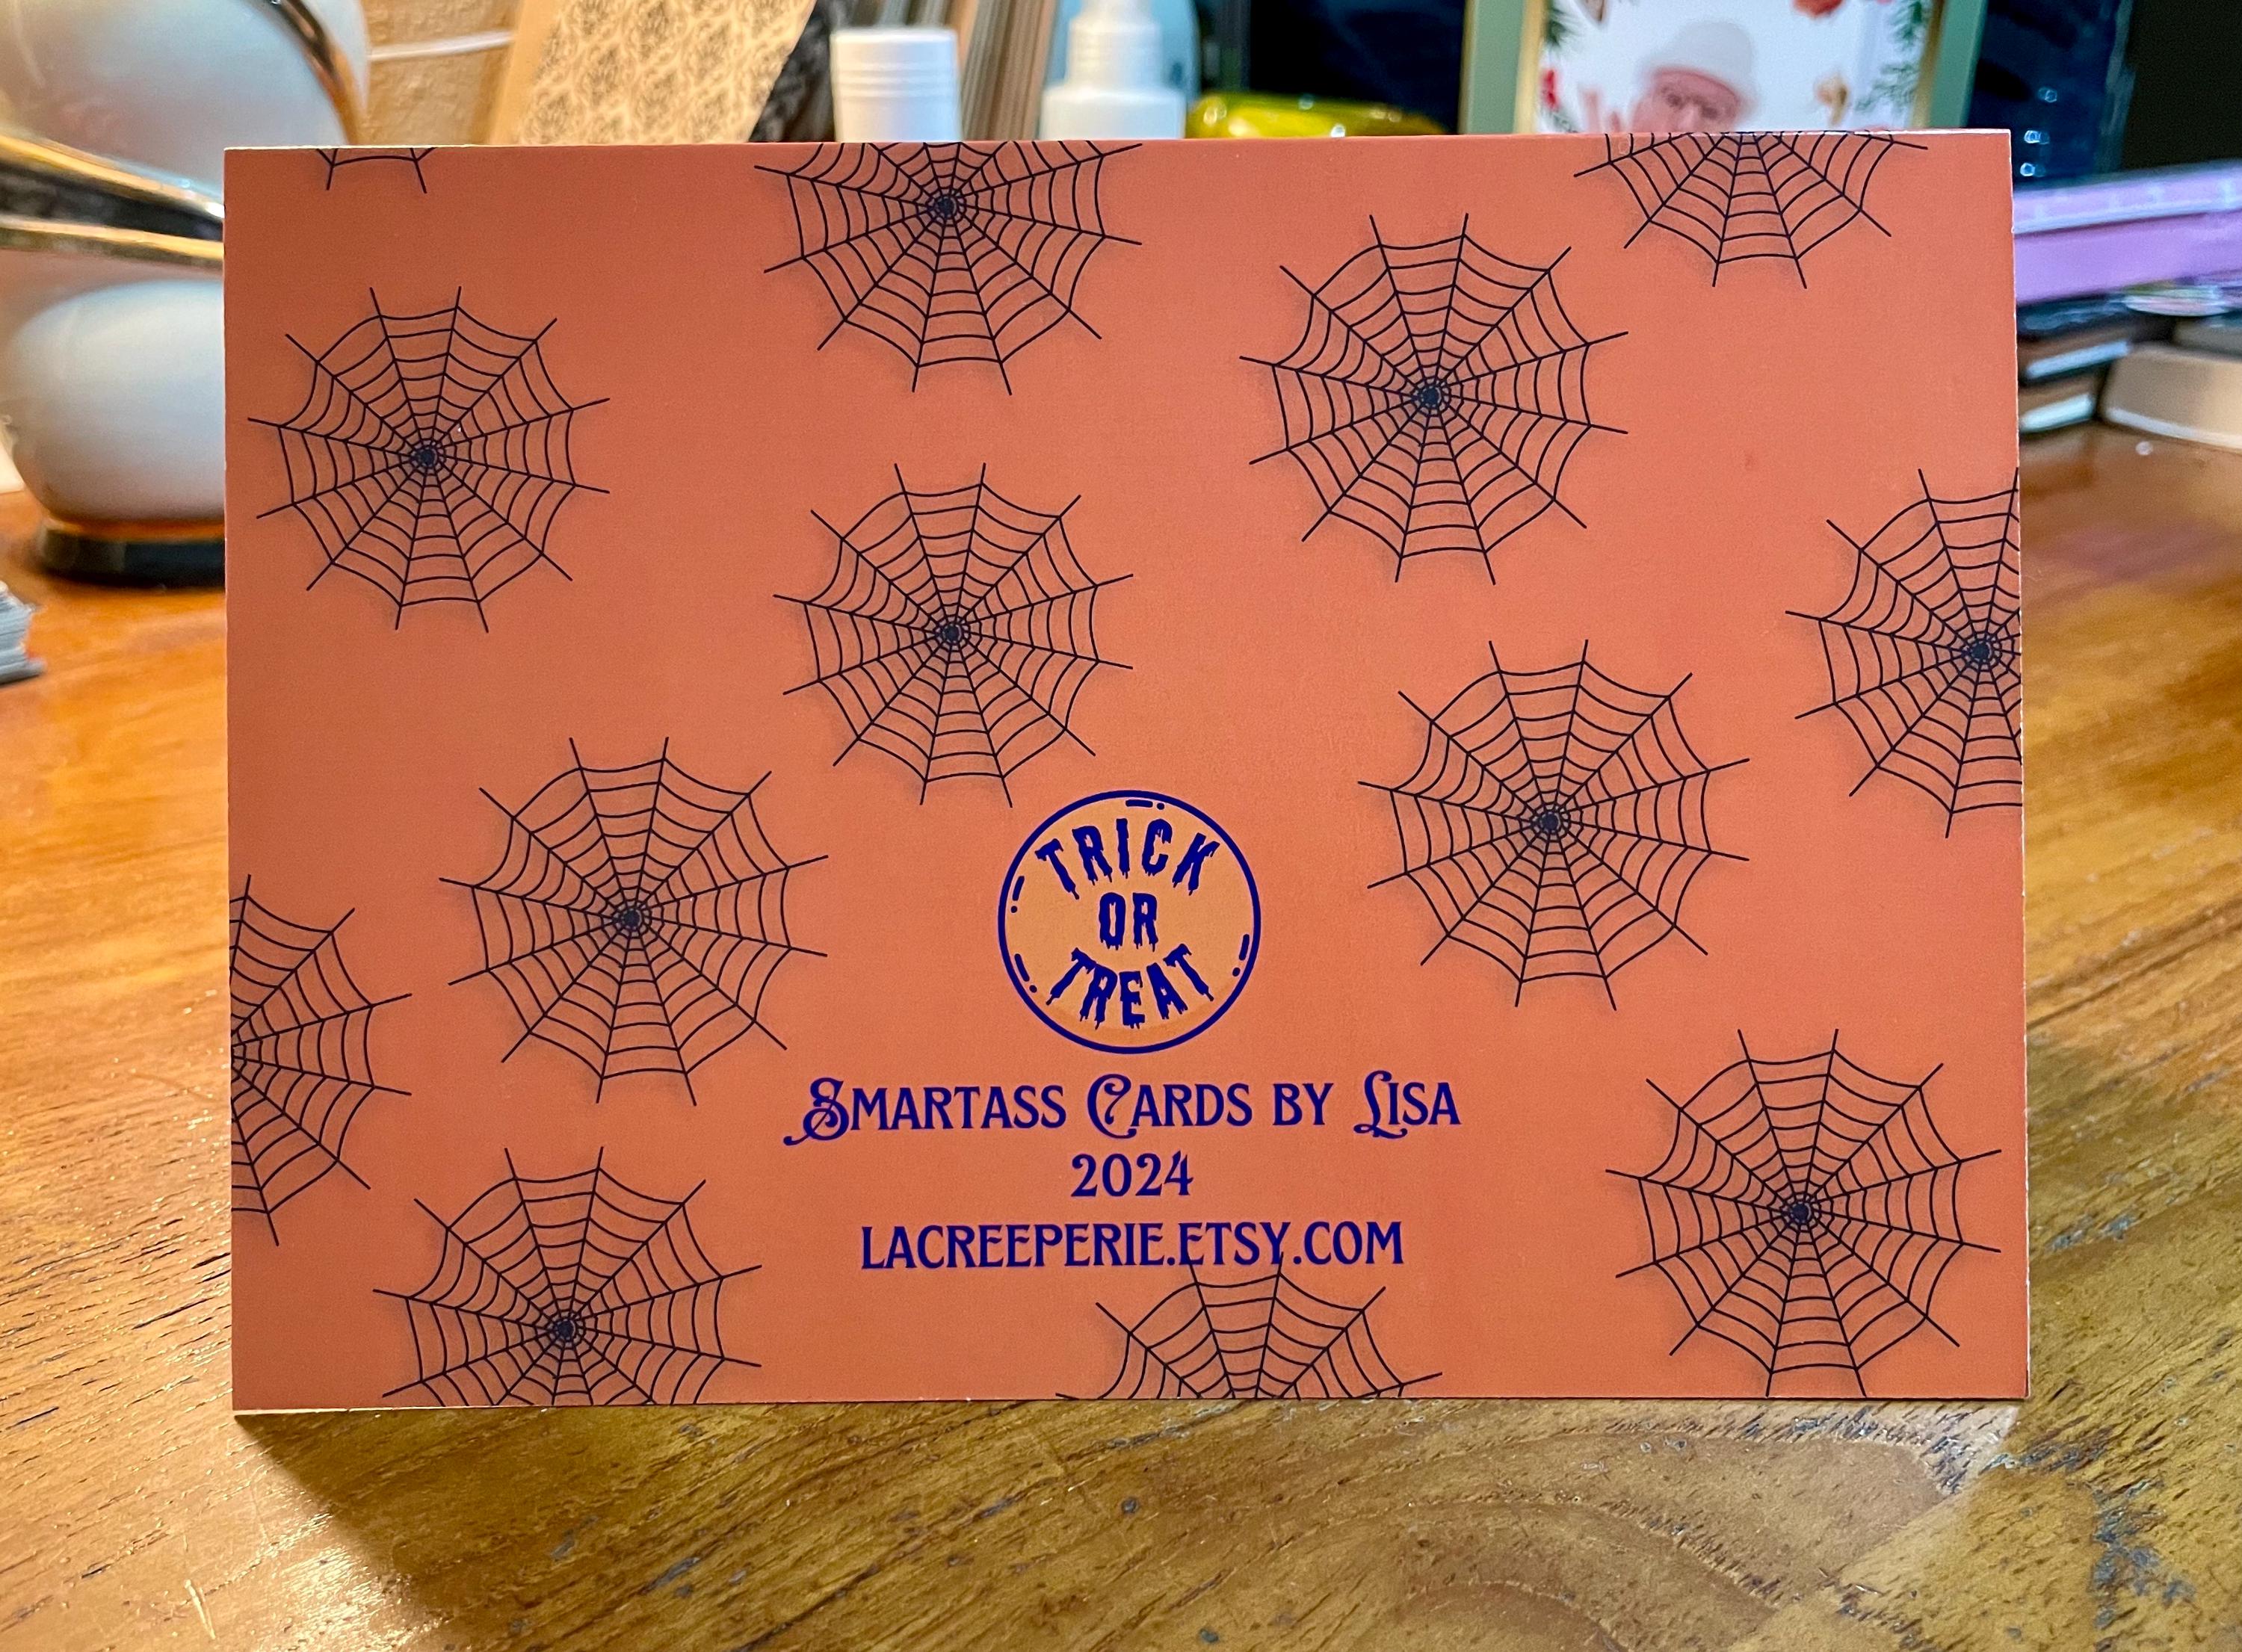 TRICK
OR
TREAT
SMARTASS CARDS BY LISA
2024
LACREEPERIE.ETSY.COM